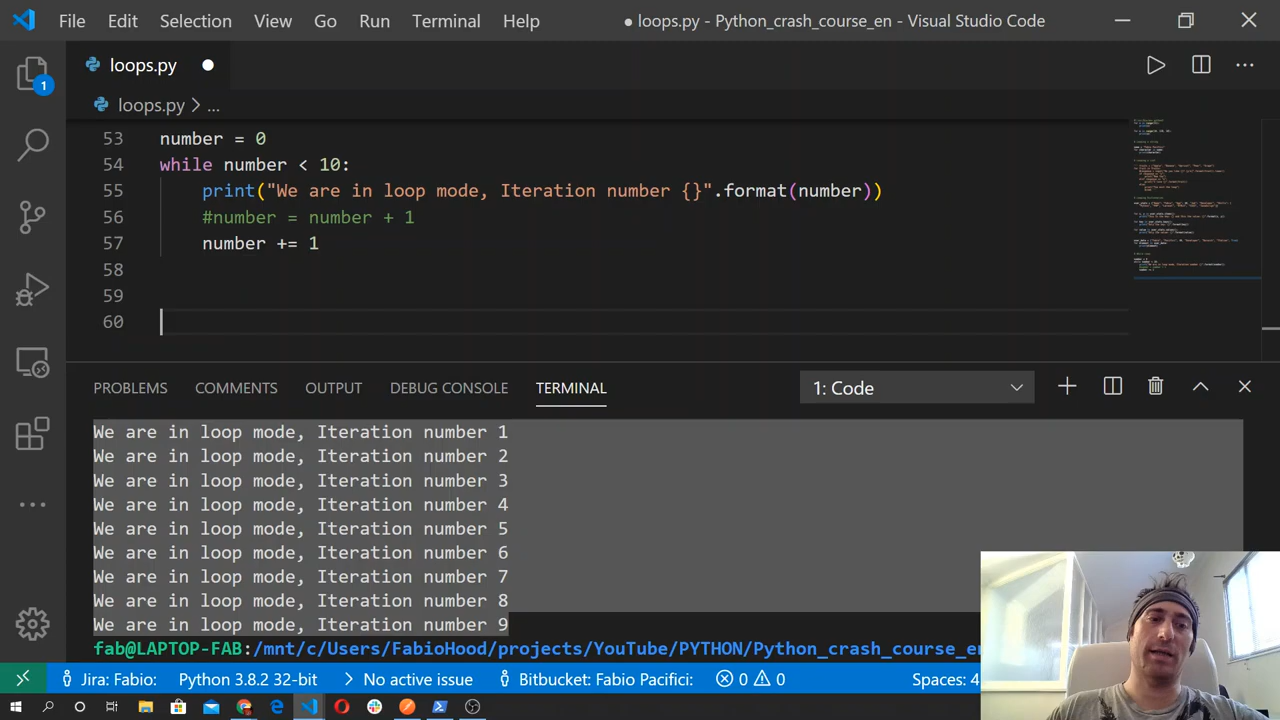 File Edit Selection View Go Run Terminal Help ● loops.py - Python_crash_course_en - Visual Studio Code
loops.py
1
loops.py > ...
53 number = 0
54 while number < 10:
55 print("We are in loop mode, Iteration number {}".format(number))
56 #number = number + 1
57 number += 1
58
59
60
PROBLEMS COMMENTS OUTPUT DEBUG CONSOLE TERMINAL 1: Code
We are in loop mode, Iteration number 1
We are in loop mode, Iteration number 2
We are in loop mode, Iteration number 3
We are in loop mode, Iteration number 4
We are in loop mode, Iteration number 5
We are in loop mode, Iteration number 6
We are in loop mode, Iteration number 7
We are in loop mode, Iteration number 8
We are in loop mode, Iteration number 9
fab@LAPTOP-FAB:/mnt/c/Users/FabioHood/projects/YouTube/PYTHON/Python_crash_course_en
Jira: Fabio: Python 3.8.2 32-bit No active issue Bitbucket: Fabio Pacifici: 0 0 Spaces: 4